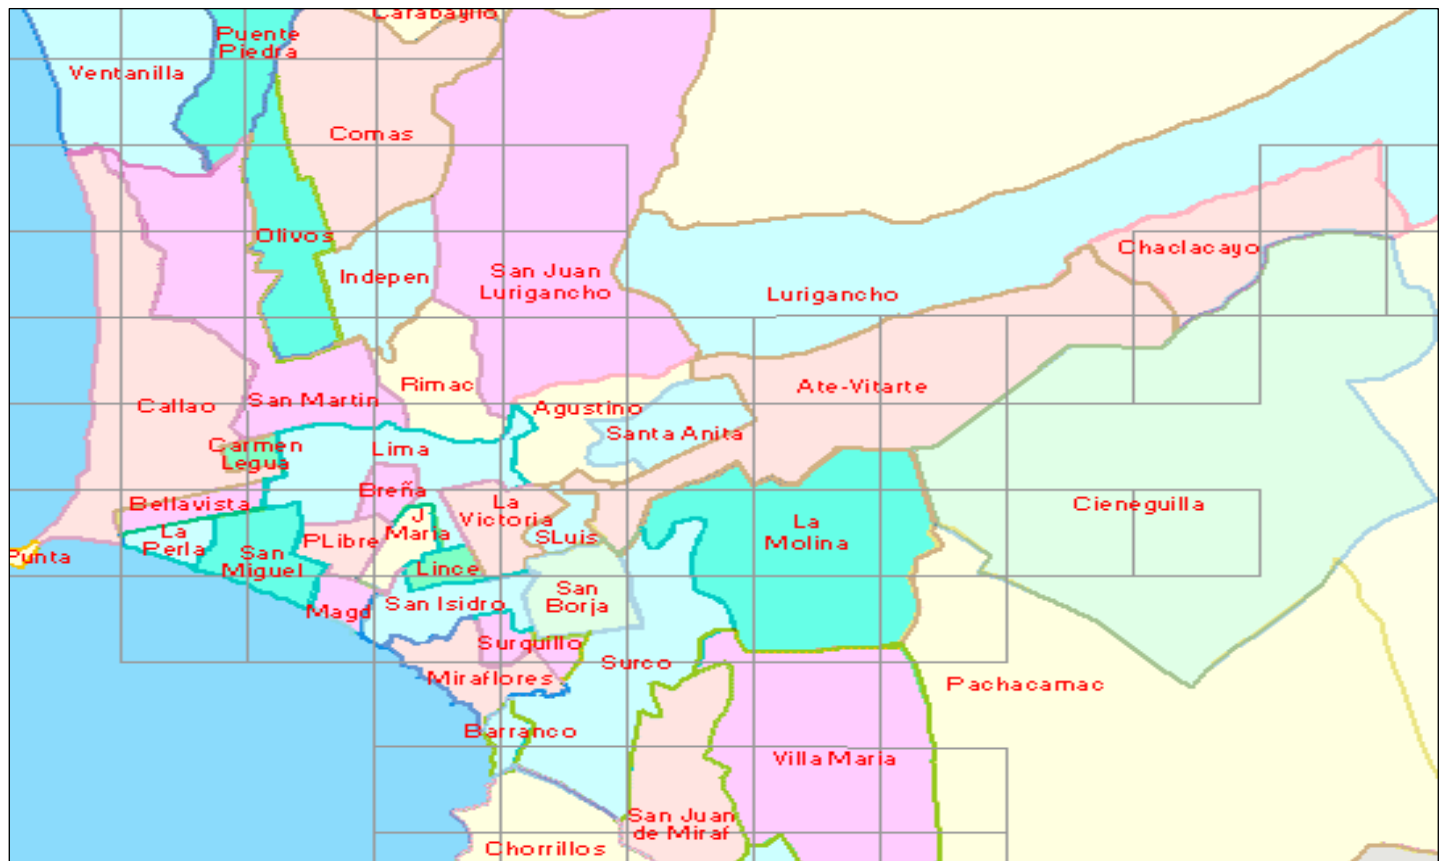 Carabayllo
Puente
Piedra
Ventanilla
Comas
Olivos
Indepen
San Juan
Lurigancho
Lurigancho
Chaclacayo
Rimac
Ate-Vitarte
Callao
San Martin
Agustino
Santa Anita
Carmen
Legua
Lima
Breña
Bellavista
La
Victoria
La
Perla
PLibre
J
Maria
SLuis
La
Molina
Cieneguilla
Punta
San
Miguel
Lince
San
Borja
Magd
San Isidro
Surquillo
Surco
Miraflores
Pachacamac
Barranco
Villa Maria
San Juan
de Miraf
Chorrillos